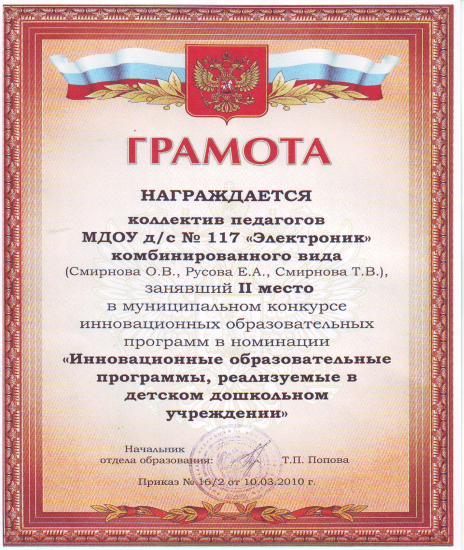 ГРАМОТА
НАГРАЖДАЕТСЯ
коллектив педагогов
МДОУ д/с № 117 «Электроник»
комбинированного вида
(Смирнова О.В., Русова Е.А., Смирнова Т.В.),
занявший II место
в муниципальном конкурсе
инновационных образовательных
программ в номинации
«Инновационные образовательные
программы, реализуемые в
детском дошкольном
учреждении»
Начальник
отдела образования:
Т.П. Попова
Приказ № 16/2 от 10.03.2010 г.